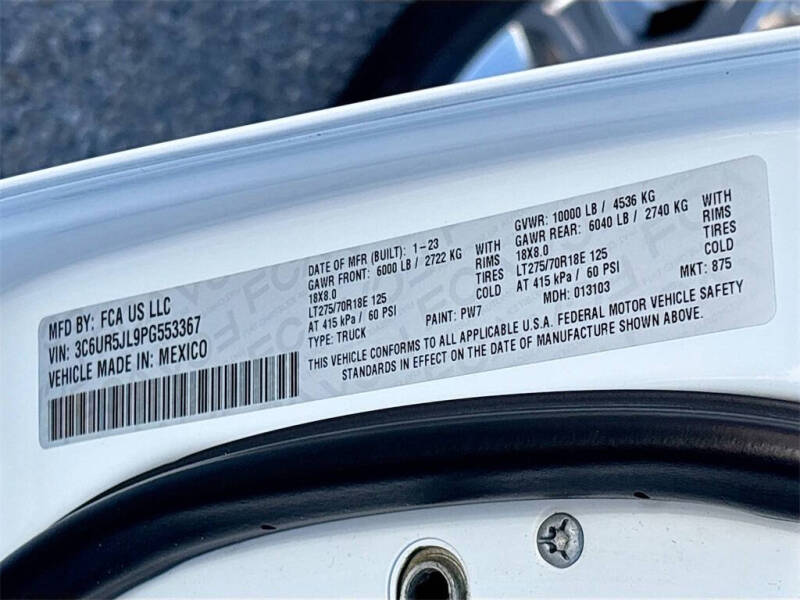 MFD BY: FCA US LLC
VIN: 3C6UR5JL9PG553367
VEHICLE MADE IN: MEXICO
DATE OF MFR (BUILT): 1-23
GAWR FRONT: 6000 LB / 2722 KG WITH
18X8.0 RIMS
LT275/70R18E 125 TIRES
AT 415 kPa / 60 PSI COLD
TYPE: TRUCK PAINT: PW7
GVWR: 10000 LB / 4536 KG
GAWR REAR: 6040 LB / 2740 KG WITH
18X8.0 RIMS
LT275/70R18E 125 TIRES
AT 415 kPa / 60 PSI COLD
MDH: 013103 MKT: 875
THIS VEHICLE CONFORMS TO ALL APPLICABLE U.S.A. FEDERAL MOTOR VEHICLE SAFETY
STANDARDS IN EFFECT ON THE DATE OF MANUFACTURE SHOWN ABOVE.